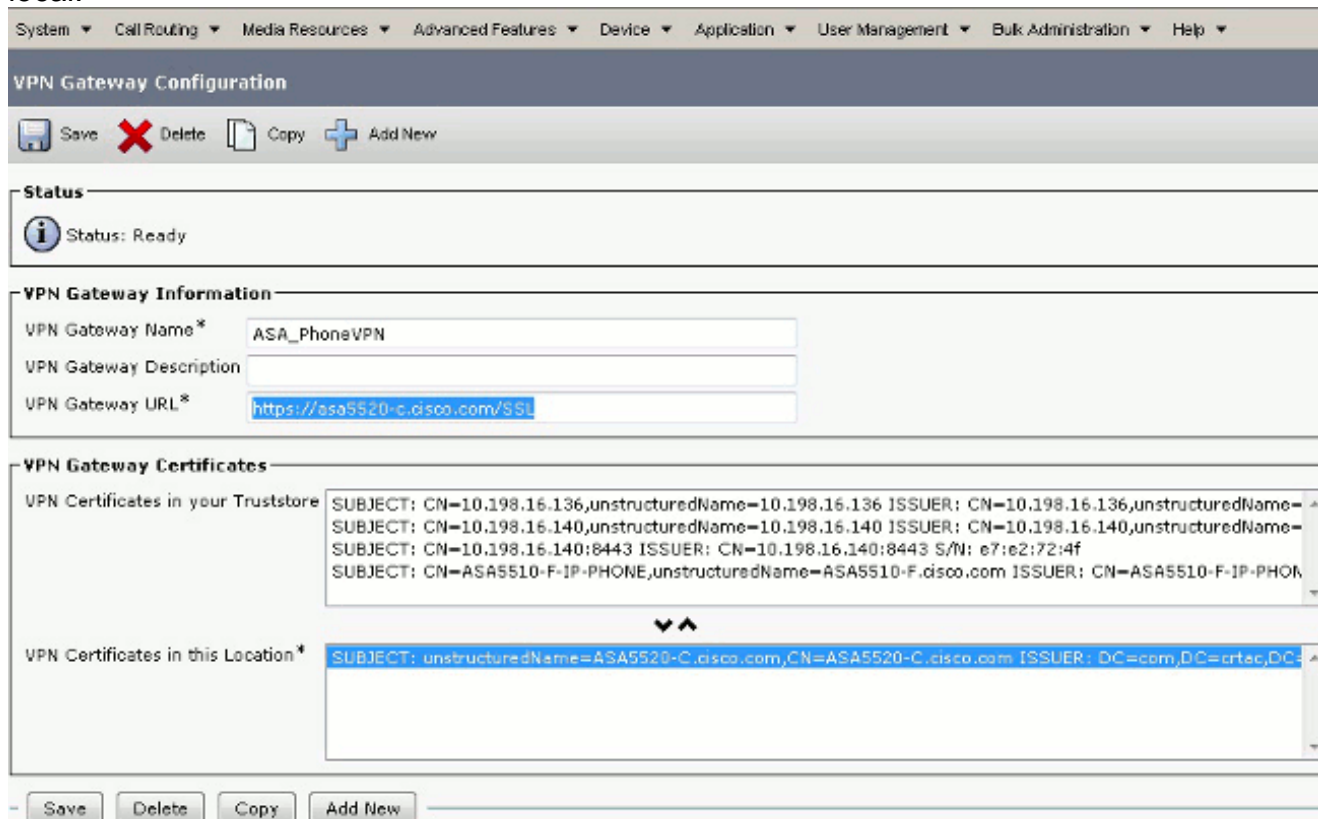 System Call Routing Media Resources Advanced Features Device Application User Management Bulk Administration Help
VPN Gateway Configuration
Save Delete Copy Add New
Status
Status: Ready
VPN Gateway Information
VPN Gateway Name* ASA_PhoneVPN
VPN Gateway Description
VPN Gateway URL* https://asa5520-c.cisco.com/SSL
VPN Gateway Certificates
VPN Certificates in your Truststore SUBJECT: CN=10.198.16.136,unstructuredName=10.198.16.136 ISSUER: CN=10.198.16.136,unstructuredName=
SUBJECT: CN=10.198.16.140,unstructuredName=10.198.16.140 ISSUER: CN=10.198.16.140,unstructuredName=
SUBJECT: CN=10.198.16.140:8443 ISSUER: CN=10.198.16.140:8443 S/N: e7:e2:72:4f
SUBJECT: CN=ASA5510-F-IP-PHONE,unstructuredName=ASA5510-F.cisco.com ISSUER: CN=ASA5510-F-IP-PHON
VPN Certificates in this Location* SUBJECT: unstructuredName=ASA5520-C.cisco.com,CN=ASA5520-C.cisco.com ISSUER: DC=com,DC=crtac,DC=
Save Delete Copy Add New